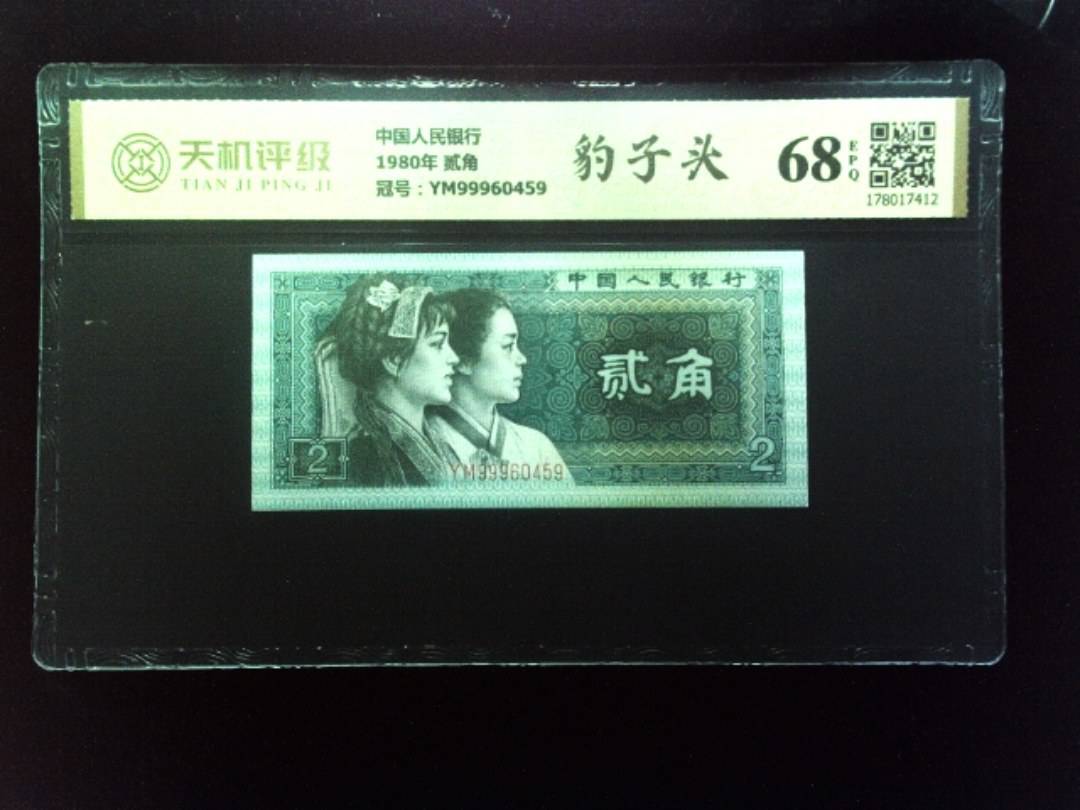 天机评级
TIAN JI PING JI
中国人民银行
1980年 贰角
冠号：YM99960459
豹子头
68
EPQ
178017412
中国人民银行
贰角
2
2
YM99960459